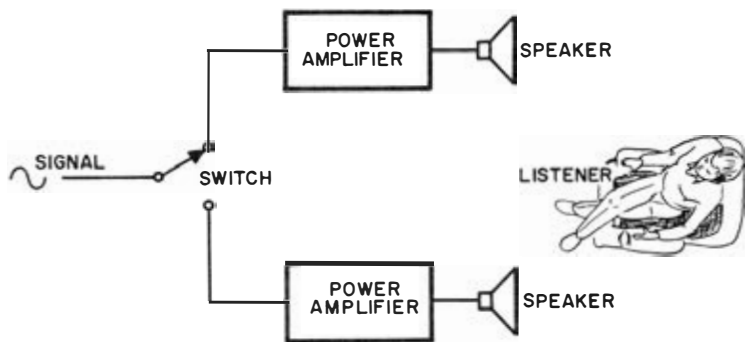 POWER
AMPLIFIER
SPEAKER
SIGNAL
SWITCH
LISTENER
POWER
AMPLIFIER
SPEAKER